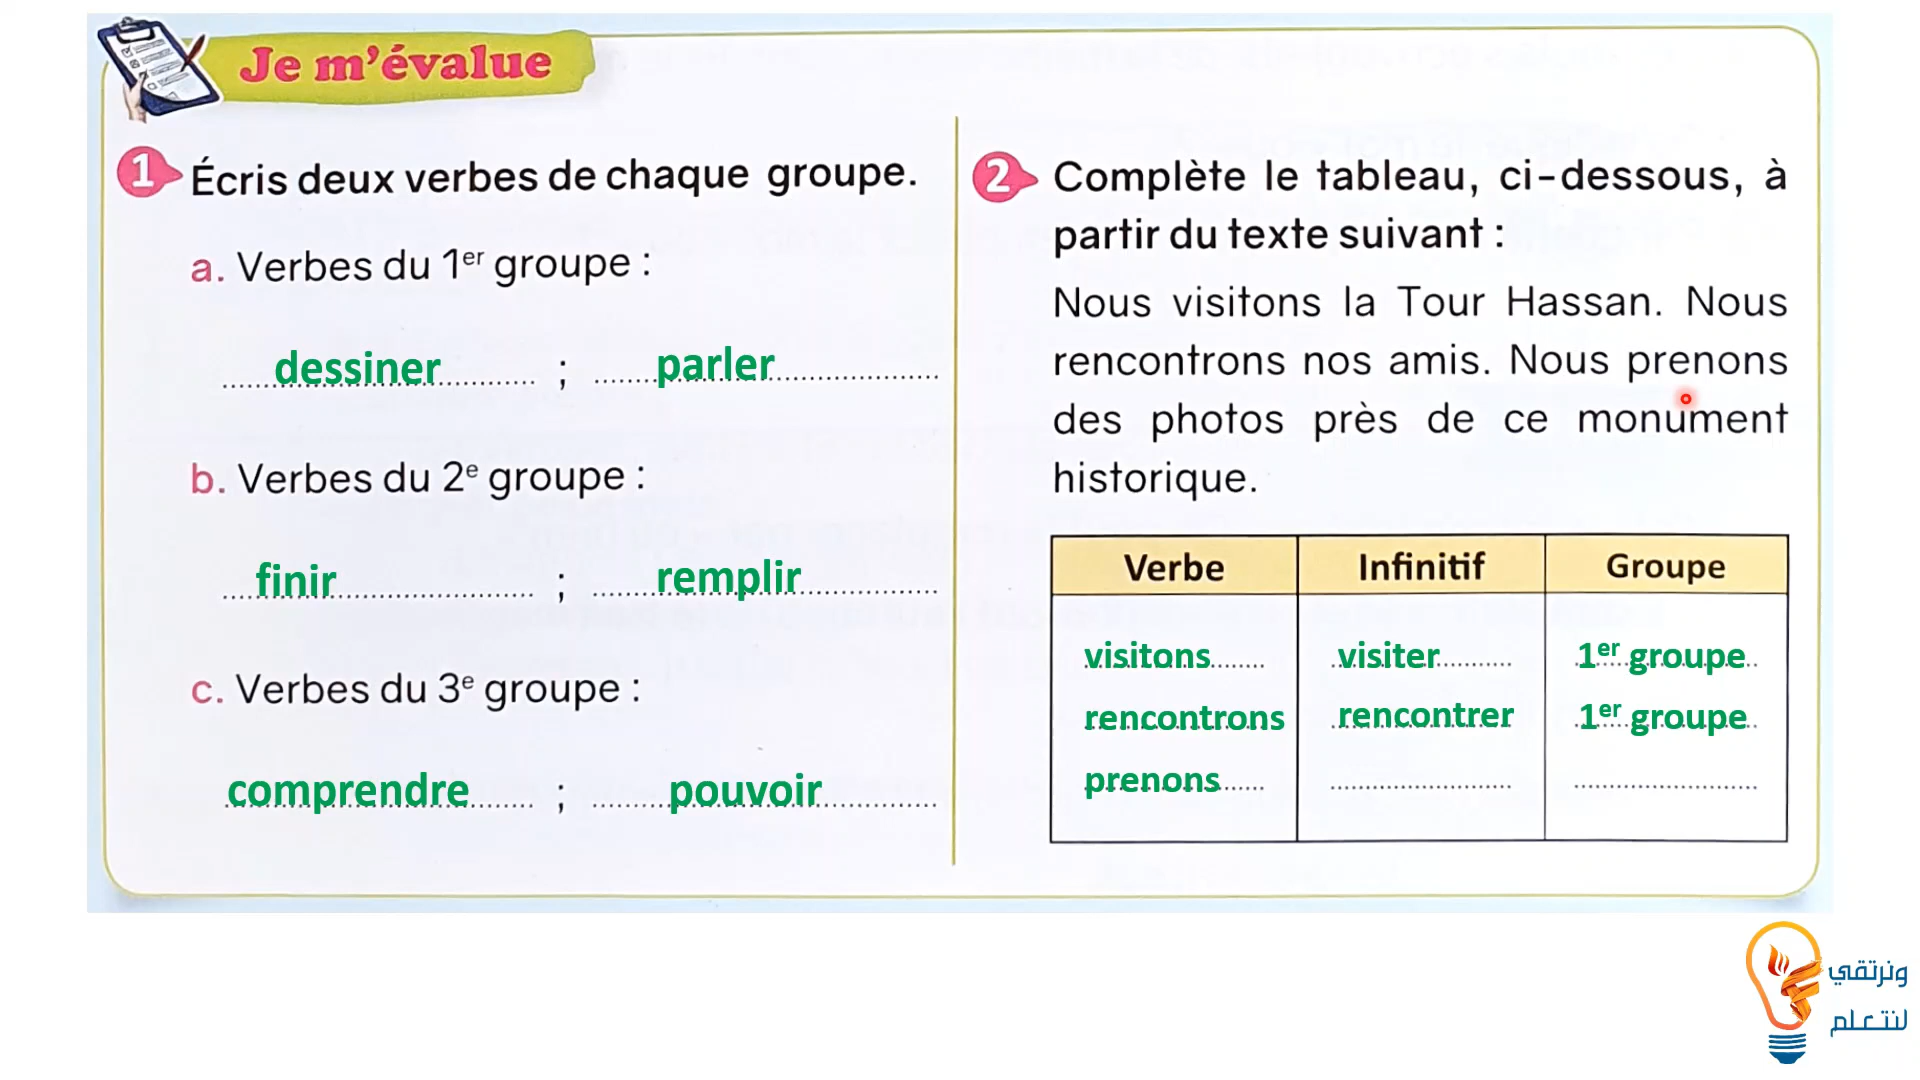 Je m'évalue
1 Écris deux verbes de chaque groupe.
a. Verbes du 1er groupe :
dessiner ; parler
b. Verbes du 2e groupe :
finir ; remplir
c. Verbes du 3e groupe :
comprendre ; pouvoir
2 Complète le tableau, ci-dessous, à
partir du texte suivant :
Nous visitons la Tour Hassan. Nous
rencontrons nos amis. Nous prenons
des photos près de ce monument
historique.
Verbe Infinitif Groupe
visitons visiter 1er groupe
rencontrons rencontrer 1er groupe
prenons
ونرتقي
لنتعلم